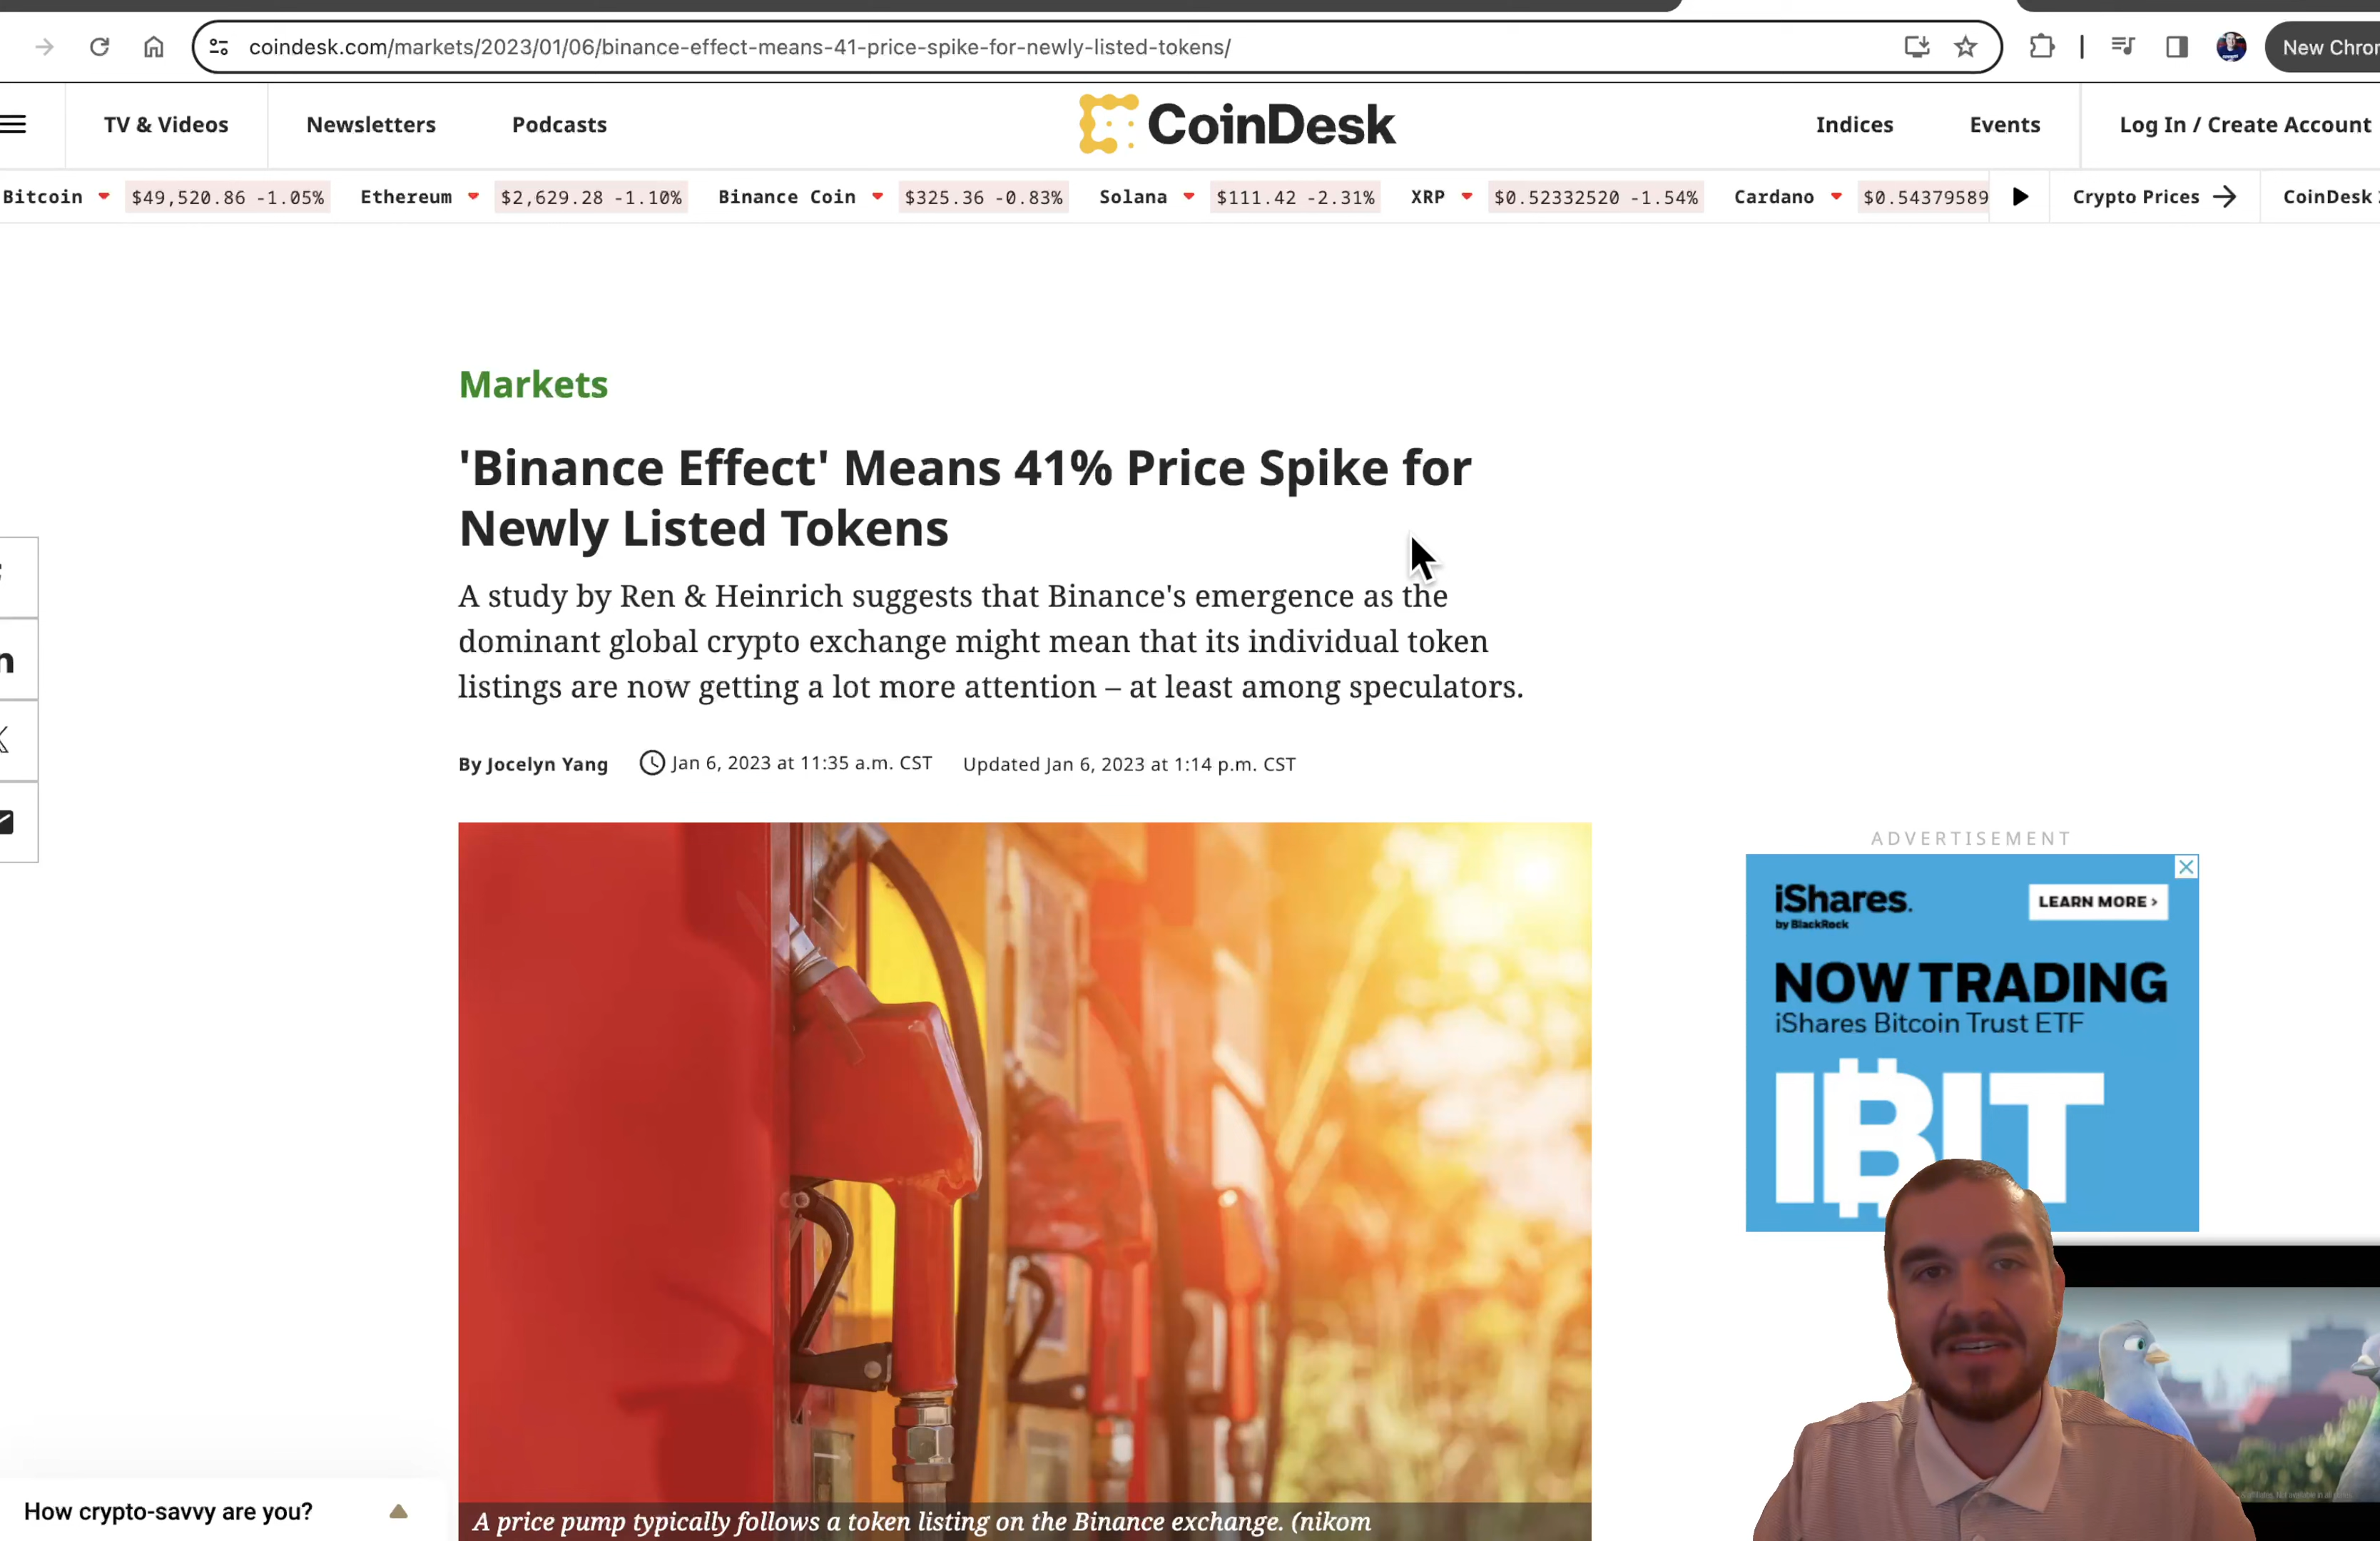 coindesk.com/markets/2023/01/06/binance-effect-means-41-price-spike-for-newly-listed-tokens/
TV & Videos Newsletters Podcasts CoinDesk Indices Events Log In / Create Account
Bitcoin $49,520.86 -1.05% Ethereum $2,629.28 -1.10% Binance Coin $325.36 -0.83% Solana $111.42 -2.31% XRP $0.52332520 -1.54% Cardano $0.54379589 Crypto Prices → CoinDesk
Markets
'Binance Effect' Means 41% Price Spike for
Newly Listed Tokens
A study by Ren & Heinrich suggests that Binance's emergence as the
dominant global crypto exchange might mean that its individual token
listings are now getting a lot more attention – at least among speculators.
By Jocelyn Yang Jan 6, 2023 at 11:35 a.m. CST Updated Jan 6, 2023 at 1:14 p.m. CST
A price pump typically follows a token listing on the Binance exchange. (nikom
ADVERTISEMENT
iShares.
by BlackRock
LEARN MORE >
NOW TRADING
iShares Bitcoin Trust ETF
IBIT
How crypto-savvy are you?